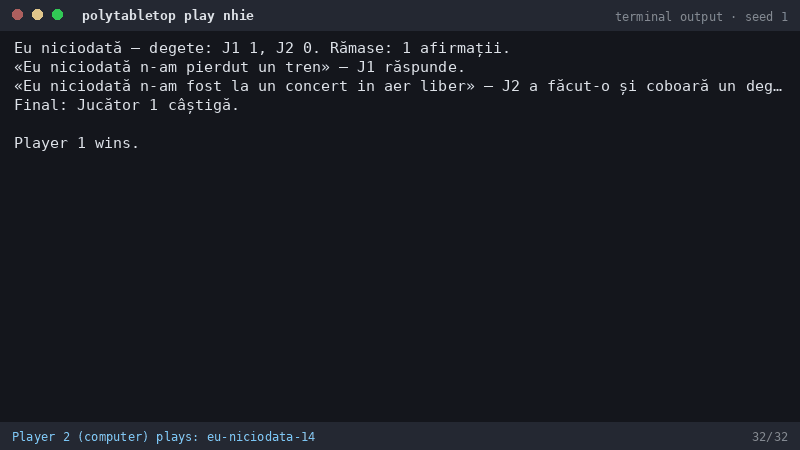 polytabletop play nhie
terminal output · seed 1
Eu niciodată — degete: J1 1, J2 0. Rămase: 1 afirmații.
«Eu niciodată n-am pierdut un tren» — J1 răspunde.
«Eu niciodată n-am fost la un concert in aer liber» — J2 a făcut-o și coboară un deg…
Final: Jucător 1 câștigă.
Player 1 wins.
Player 2 (computer) plays: eu-niciodata-14
32/32